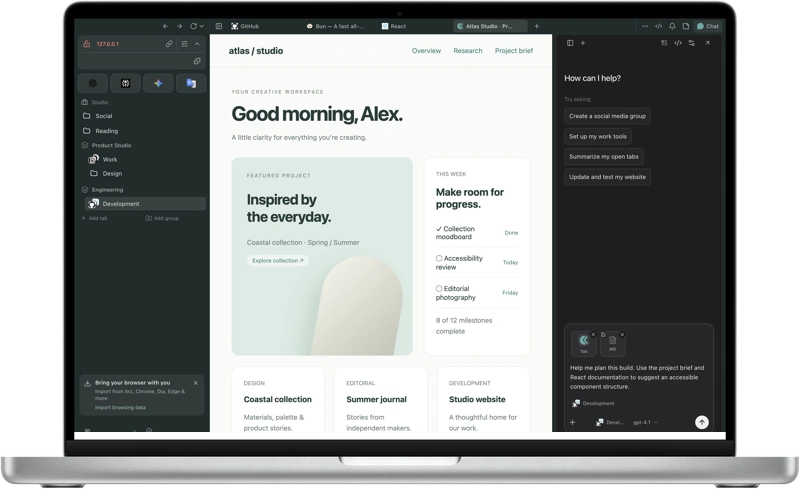 GitHub
Bun — A fast all-...
React
Atlas Studio · Pr...
Chat
127.0.0.1
Studio
Social
Reading
Product Studio
Work
Design
Engineering
Development
Add tab
Add group
Bring your browser with you
Import from Arc, Chrome, Dia, Edge & more.
Import browsing data
atlas / studio
Overview
Research
Project brief
YOUR CREATIVE WORKSPACE
Good morning, Alex.
A little clarity for everything you're creating.
FEATURED PROJECT
Inspired by
the everyday.
Coastal collection · Spring / Summer
Explore collection ↗
THIS WEEK
Make room for
progress.
✓ Collection
moodboard
Done
Accessibility
review
Today
Editorial
photography
Friday
8 of 12 milestones
complete
DESIGN
Coastal collection
Materials, palette &
product stories.
EDITORIAL
Summer journal
Stories from
independent makers.
DEVELOPMENT
Studio website
A thoughtful home for
our work.
How can I help?
Try asking
Create a social media group
Set up my work tools
Summarize my open tabs
Update and test my website
Tab
MD
Help me plan this build. Use the project brief and
React documentation to suggest an accessible
component structure.
Development
Devel...
gpt-4.1